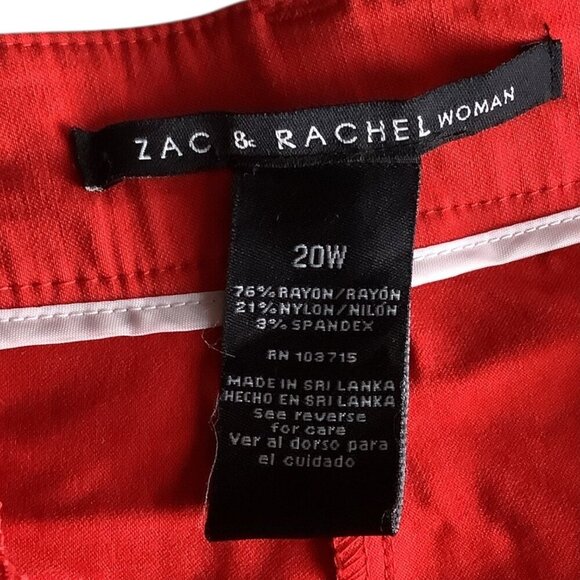 ZAC & RACHEL WOMAN
20W
76% RAYON/RAYÓN
21% NYLON/NILÓN
3% SPANDEX
RN 103715
MADE IN SRI LANKA
HECHO EN SRI LANKA
See reverse
for care
Ver al dorso para
el cuidado